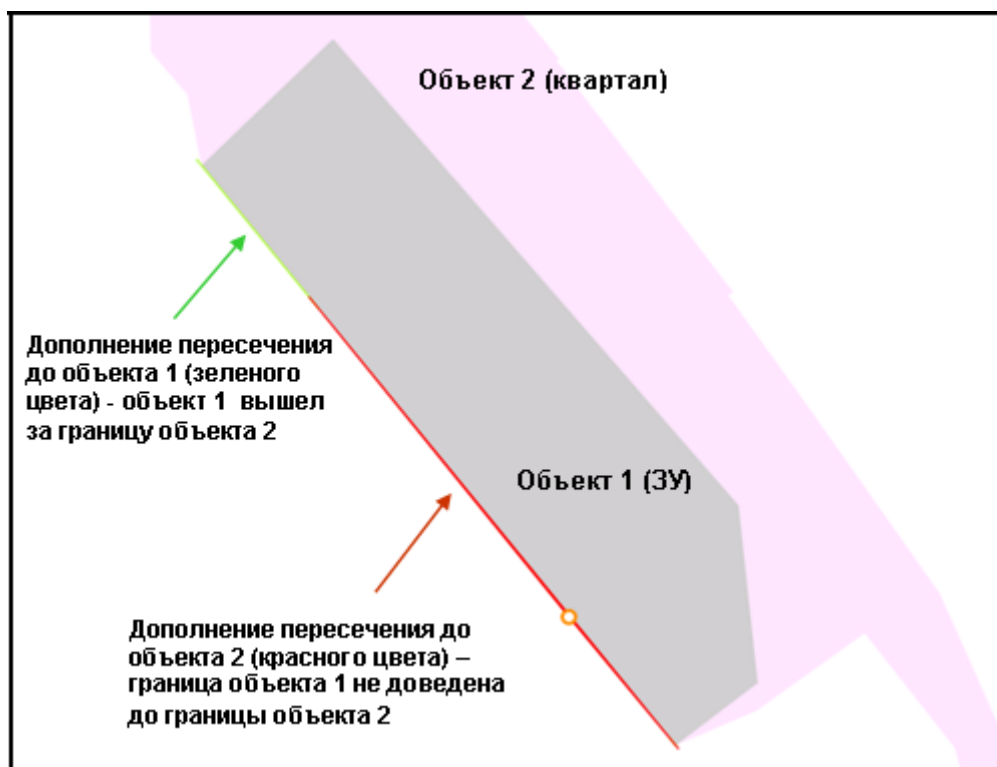 Объект 2 (квартал)
Дополнение пересечения
до объекта 1 (зеленого
цвета) - объект 1 вышел
за границу объекта 2
Объект 1 (ЗУ)
Дополнение пересечения до
объекта 2 (красного цвета) –
граница объекта 1 не доведена
до границы объекта 2